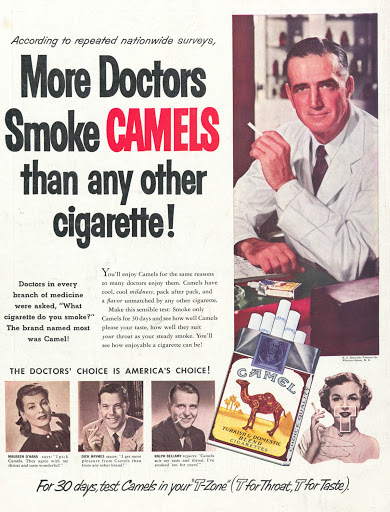 According to repeated nationwide surveys,
More Doctors
Smoke CAMELS
than any other
cigarette!
Doctors in every
branch of medicine
were asked, "What
cigarette do you smoke?"
The brand named most
was Camel!
You'll enjoy Camels for the same reasons
so many doctors enjoy them. Camels have
cool, cool mildness, pack after pack, and
a flavor unmatched by any other cigarette.
Make this sensible test: Smoke only
Camels for 30 days and see how well Camels
please your taste, how well they suit
your throat as your steady smoke. You'll
see how enjoyable a cigarette can be!
THE DOCTORS' CHOICE IS AMERICA'S CHOICE!
MAUREEN O'HARA says: "I pick
Camels. They agree with my
throat and taste wonderful!"
DICK HAYMES states: "I get more
pleasure from Camels than
from any other brand!"
RALPH BELLAMY reports: "Camels
suit my taste and throat. I've
smoked 'em for years!"
CAMEL
TURKISH & DOMESTIC
BLEND
CIGARETTES
For 30 days, test Camels in your "T-Zone" (T for Throat, T for Taste).